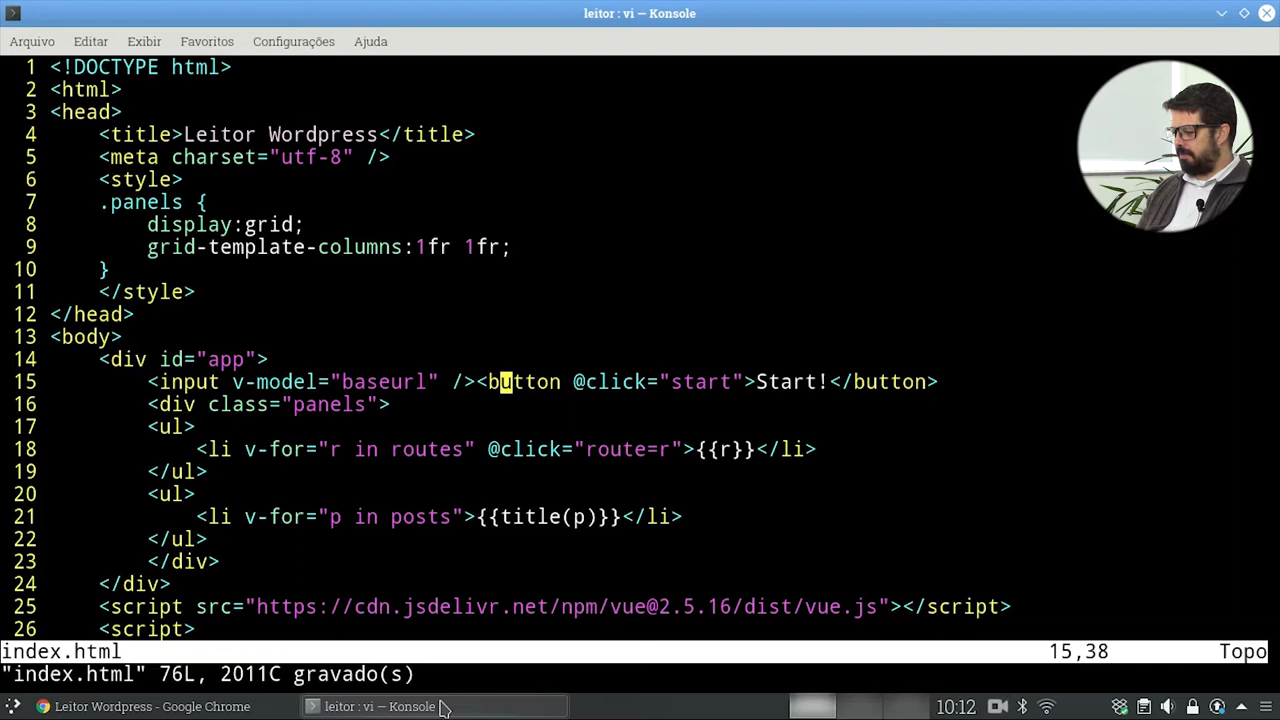 leitor : vi — Konsole
Arquivo Editar Exibir Favoritos Configurações Ajuda
1 <!DOCTYPE html>
2 <html>
3 <head>
4 <title>Leitor Wordpress</title>
5 <meta charset="utf-8" />
6 <style>
7 .panels {
8 display:grid;
9 grid-template-columns:1fr 1fr;
10 }
11 </style>
12 </head>
13 <body>
14 <div id="app">
15 <input v-model="baseurl" /><button @click="start">Start!</button>
16 <div class="panels">
17 <ul>
18 <li v-for="r in routes" @click="route=r">{{r}}</li>
19 </ul>
20 <ul>
21 <li v-for="p in posts">{{title(p)}}</li>
22 </ul>
23 </div>
24 </div>
25 <script src="https://cdn.jsdelivr.net/npm/vue@2.5.16/dist/vue.js"></script>
26 <script>
index.html 15,38 Topo
"index.html" 76L, 2011C gravado(s)
Leitor Wordpress - Google Chrome leitor : vi — Konsole 10:12